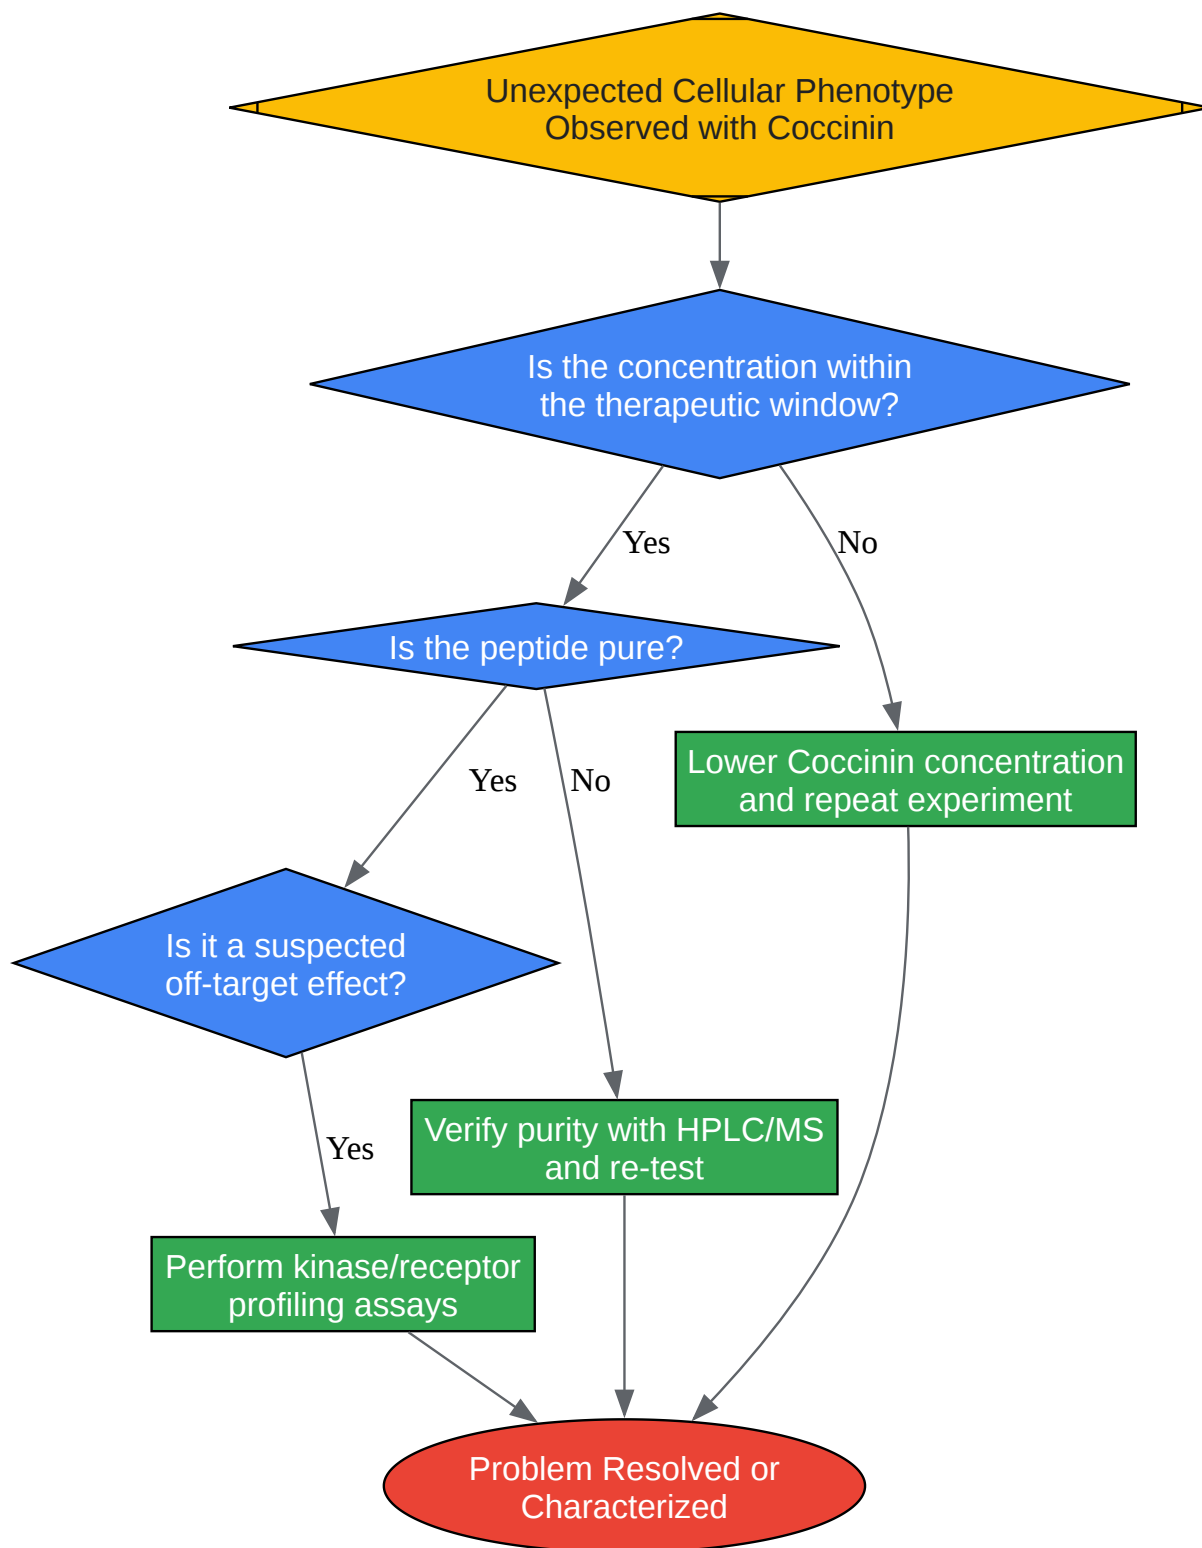 Unexpected Cellular Phenotype
Observed with Coccinin
Is the concentration within
the therapeutic window?
Yes
No
Is the peptide pure?
Lower Coccinin concentration
and repeat experiment
Yes
No
Is it a suspected
off-target effect?
Verify purity with HPLC/MS
and re-test
Yes
Perform kinase/receptor
profiling assays
Problem Resolved or
Characterized